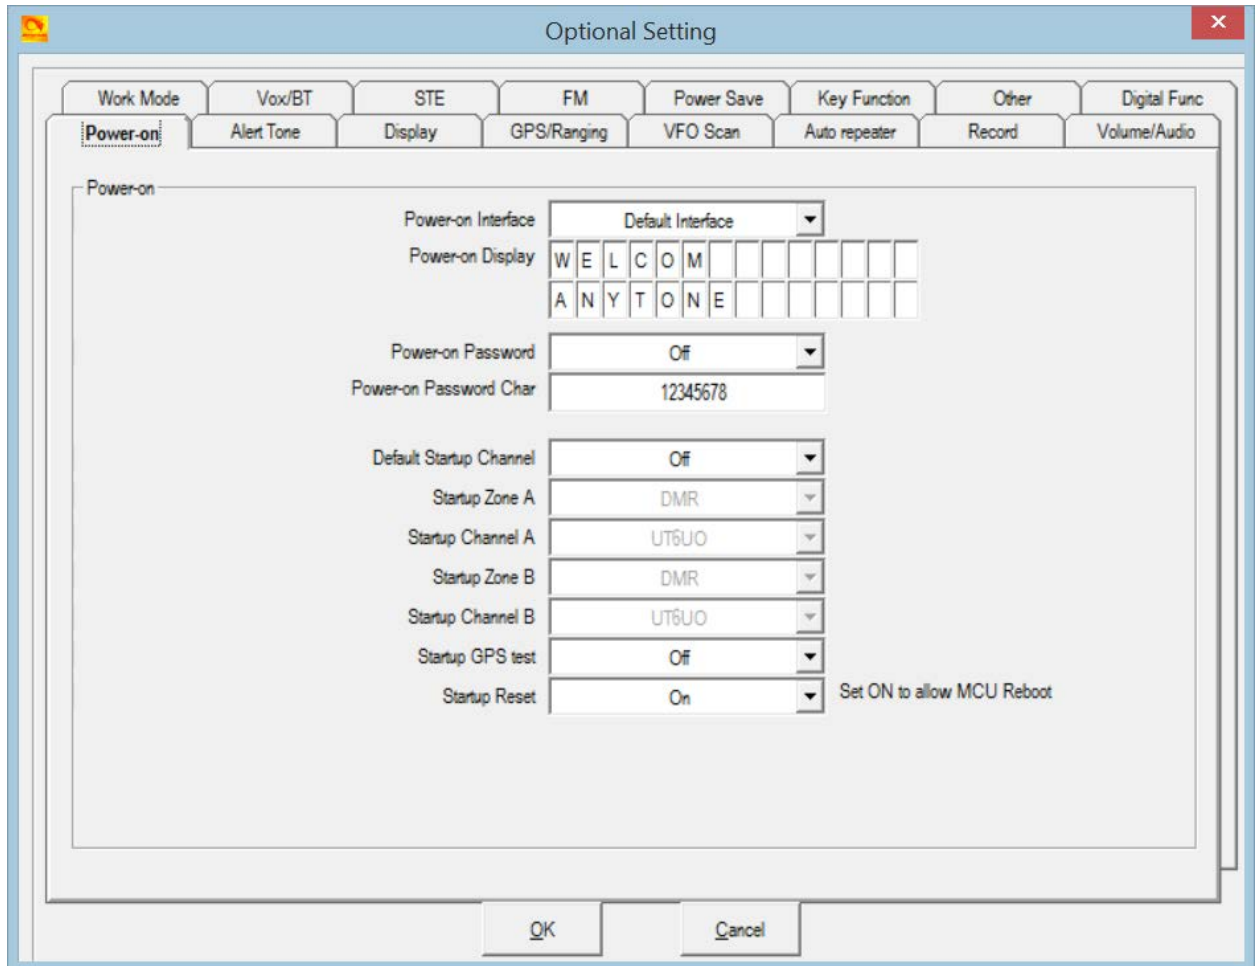 Optional Setting
Work Mode Vox/BT STE FM Power Save Key Function Other Digital Func
Power-on Alert Tone Display GPS/Ranging VFO Scan Auto repeater Record Volume/Audio
Power-on
Power-on Interface Default Interface
Power-on Display WELCOM
ANYTONE
Power-on Password Off
Power-on Password Char 12345678
Default Startup Channel Off
Startup Zone A DMR
Startup Channel A UT6UO
Startup Zone B DMR
Startup Channel B UT6UO
Startup GPS test Off
Startup Reset On Set ON to allow MCU Reboot
OK Cancel